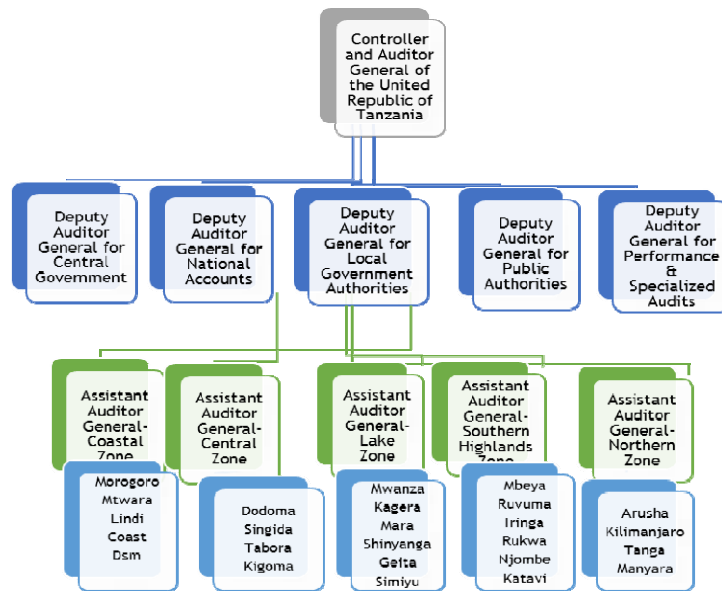 Controller
and Auditor
General of
the United
Republic of
Tanzania
Deputy
Auditor
General for
Central
Government
Deputy
Auditor
General for
National
Accounts
Deputy
Auditor
General for
Local
Government
Authorities
Deputy
Auditor
General for
Public
Authorities
Deputy
Auditor
General for
Performance
&
Specialized
Audits
Assistant
Auditor
General-
Coastal
Zone
Assistant
Auditor
General-
Central Zone
Assistant
Auditor
General-Lake
Zone
Assistant
Auditor
General-
Southern
Highlands
Zone
Assistant
Auditor
General-
Northern
Zone
Morogoro
Mtwara
Lindi
Coast
Dsm
Dodoma
Singida
Tabora
Kigoma
Mwanza
Kagera
Mara
Shinyanga
Geita
Simiyu
Mbeya
Ruvuma
Iringa
Rukwa
Njombe
Katavi
Arusha
Kilimanjaro
Tanga
Manyara